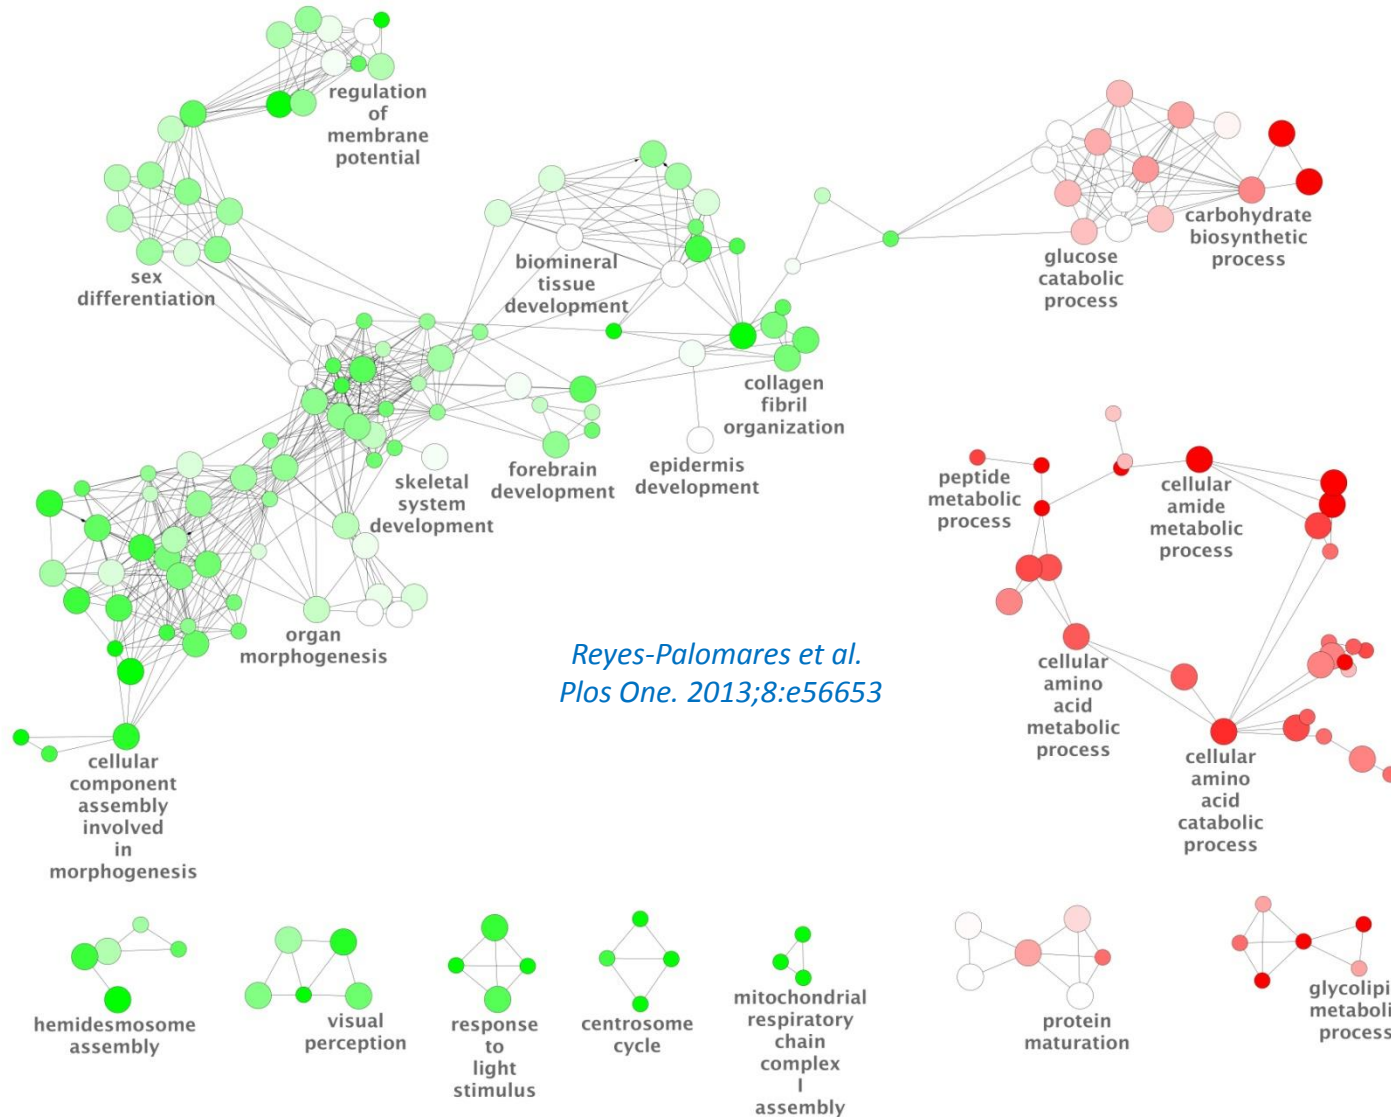 regulation
of
membrane
potential
sex
differentiation
biomineral
tissue
development
glucose
catabolic
process
carbohydrate
biosynthetic
process
collagen
fibril
organization
skeletal
system
development
forebrain
development
epidermis
development
peptide
metabolic
process
cellular
amide
metabolic
process
organ
morphogenesis
Reyes-Palomares et al.
Plos One. 2013;8:e56653
cellular
amino
acid
metabolic
process
cellular
amino
acid
catabolic
process
cellular
component
assembly
involved
in
morphogenesis
hemidesmosome
assembly
visual
perception
response
to
light
stimulus
centrosome
cycle
mitochondrial
respiratory
chain
complex
I
assembly
protein
maturation
glycolipi
metaboli
process